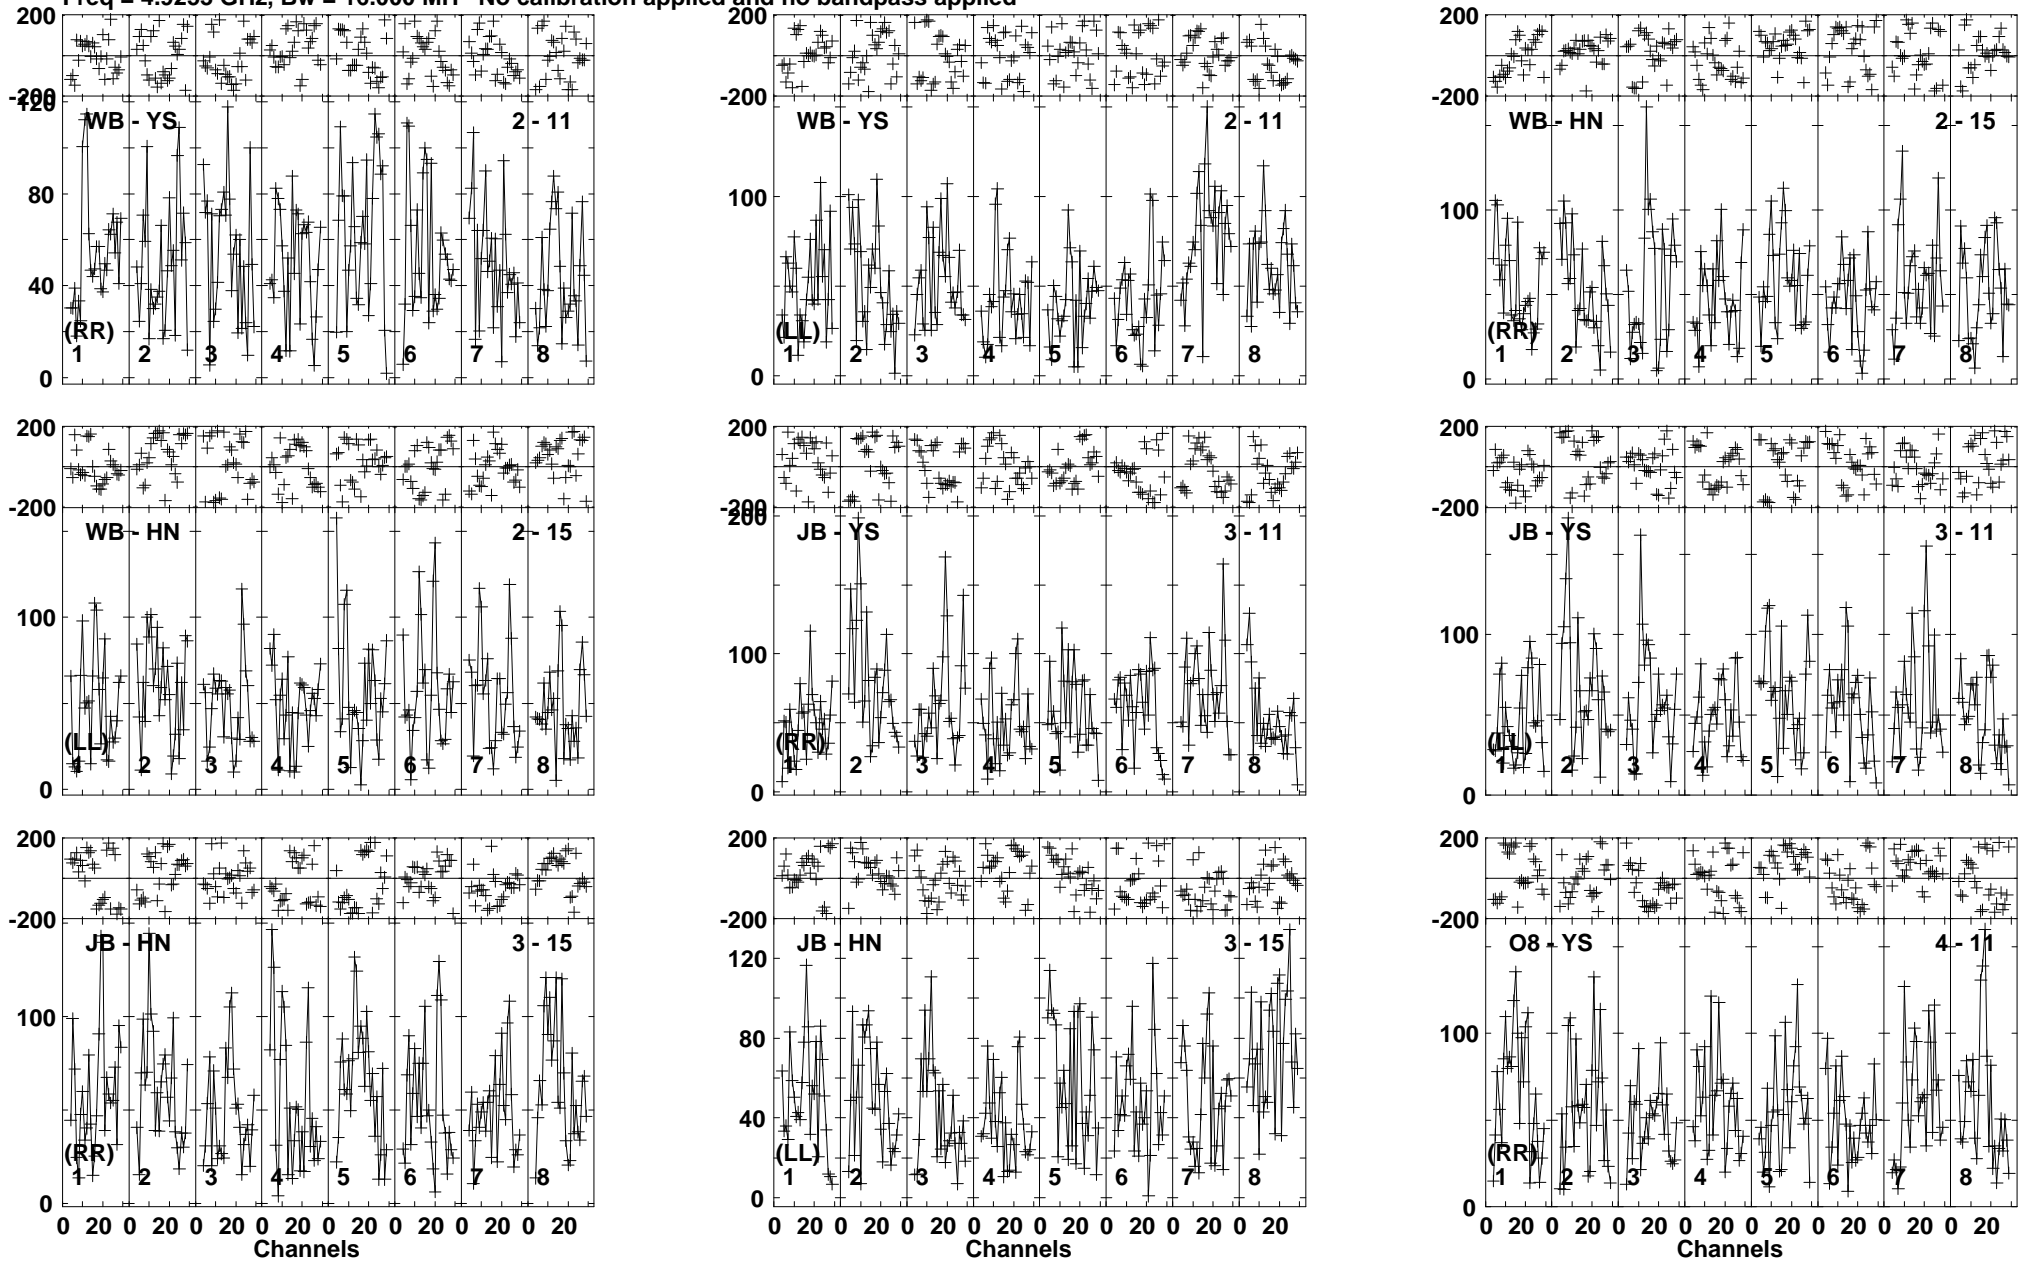 Freq = 4.9255 GHz, Bw = 16.000 MH No calibration applied and no bandpass applied
200 200 200
-200 -200 -200
120
WB - YS 2 - 11 WB - YS 2 - 11 WB - HN 2 - 15
100 100
80
40
(RR) (LL) (RR)
1 2 3 4 5 6 7 8 1 2 3 4 5 6 7 8 1 2 3 4 5 6 7 8
0 0 0
200 200 200
-200 -200 -200
200
WB - HN 2 - 15 JB - YS 3 - 11 JB - YS 3 - 11
100 100 100
(LL) (RR) (LL)
1 2 3 4 5 6 7 8 1 2 3 4 5 6 7 8 1 2 3 4 5 6 7 8
0 0 0
200 200 200
-200 -200 -200
JB - HN 3 - 15 JB - HN 3 - 15 O8 - YS 4 - 11
120
100 100
80
40
(RR) (LL) (RR)
1 2 3 4 5 6 7 8 1 2 3 4 5 6 7 8 1 2 3 4 5 6 7 8
0 0 0
0 20 0 20 0 20 0 20 0 20 0 20 0 20 0 20 0 20 0 20 0 20 0 20 0 20 0 20 0 20 0 20 0 20 0 20 0 20 0 20 0 20 0 20 0 20 0 20
Channels Channels Channels